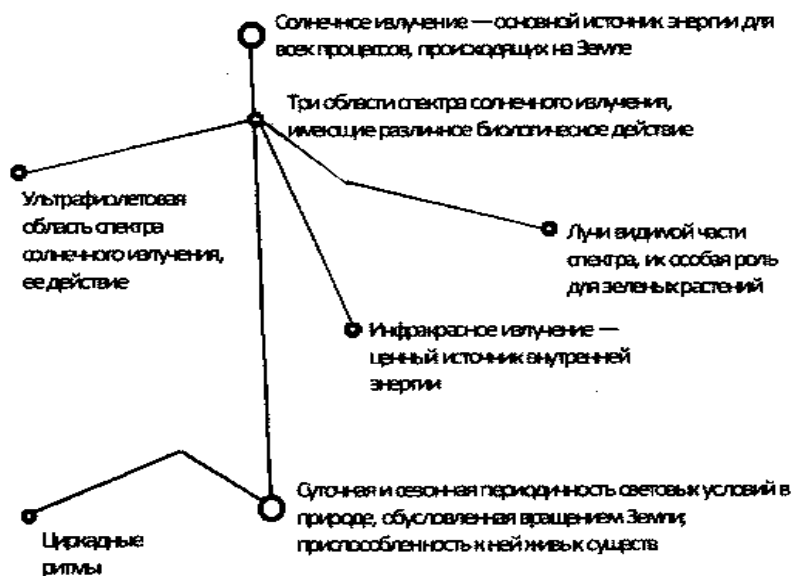 Солнечное излучение — основной источник энергии для
всех процессов, происходящих на Земле
Три области спектра солнечного излучения,
имеющие различное биологическое действие
Ультрафиолетовая
область спектра
солнечного излучения,
ее действие
Лучи видимой части
спектра, их особая роль
для зеленых растений
Инфракрасное излучение —
ценный источник внутренней
энергии
Суточная и сезонная периодичность световых условий в
природе, обусловленная вращением Земли;
приспособленность к ней живых существ
Циркадные
ритмы